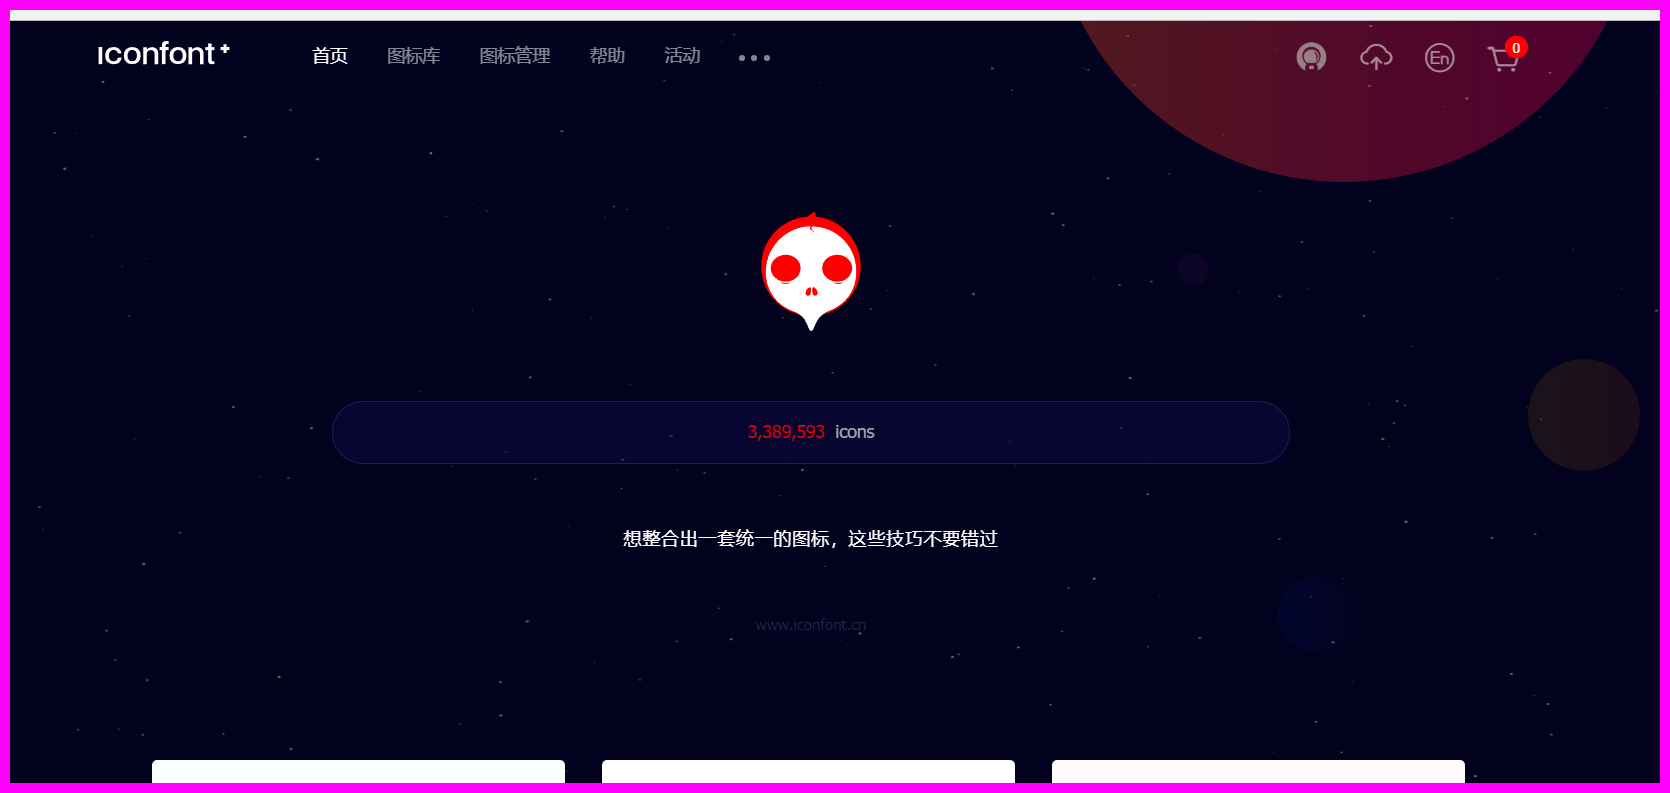 iconfont+ 首页 图标库 图标管理 帮助 活动 ••• En 0
3,389,593 icons
想整合出一套统一的图标，这些技巧不要错过
www.iconfont.cn